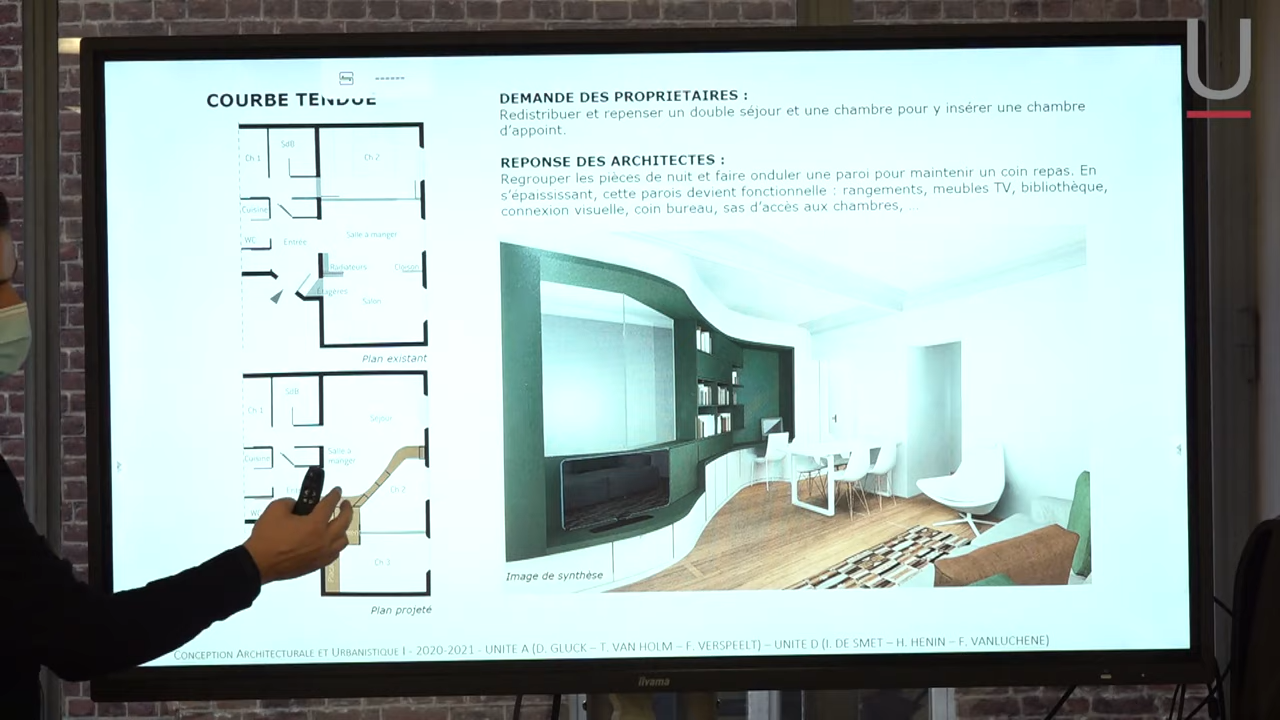 U
COURBE TENDUE
SdB
Ch 1
Ch 2
Cuisine
WC
Entrée
Salle à manger
Radiateurs
Cloison
Etagères
Salon
Plan existant
SdB
Ch 1
Séjour
Cuisine
Salle à
manger
Ch 2
Ch 3
Plan projeté
DEMANDE DES PROPRIETAIRES :
Redistribuer et repenser un double séjour et une chambre pour y insérer une chambre
d’appoint.
REPONSE DES ARCHITECTES :
Regrouper les pièces de nuit et faire onduler une paroi pour maintenir un coin repas. En
s’épaississant, cette parois devient fonctionnelle : rangements, meubles TV, bibliothèque,
connexion visuelle, coin bureau, sas d’accès aux chambres, ...
Image de synthèse
CONCEPTION ARCHITECTURALE ET URBANISTIQUE I - 2020-2021 - UNITE A (D. GLUCK – T. VAN HOLM – F. VERSPEELT) – UNITE D (I. DE SMET – H. HENIN – F. VANLUCHENE)
iiyama